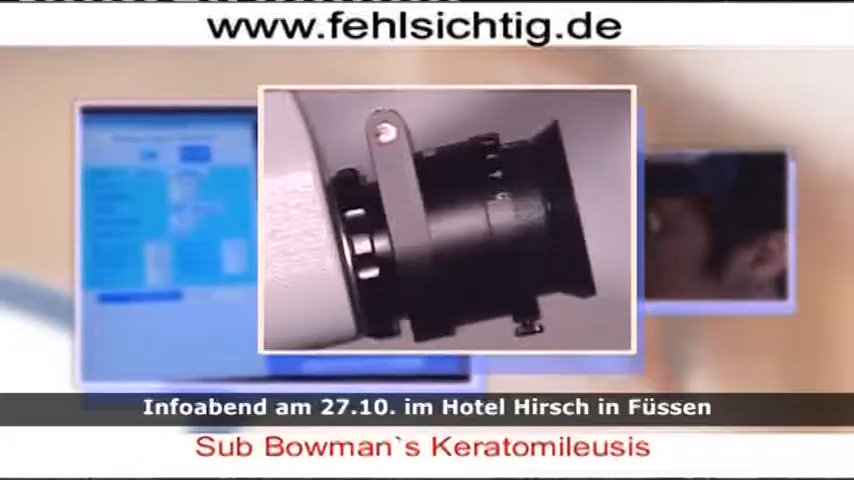 www.fehlsichtig.de
Infoabend am 27.10. im Hotel Hirsch in Füssen
Sub Bowman`s Keratomileusis